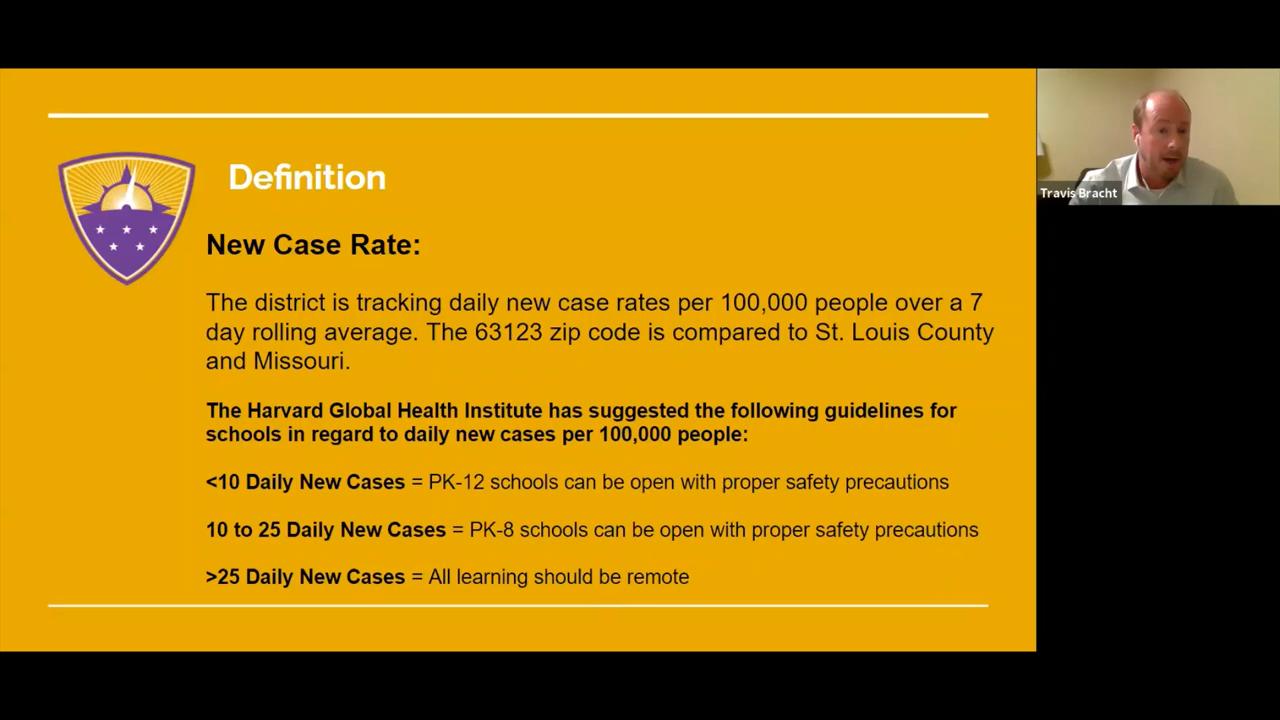 Definition
New Case Rate:
The district is tracking daily new case rates per 100,000 people over a 7
day rolling average. The 63123 zip code is compared to St. Louis County
and Missouri.
The Harvard Global Health Institute has suggested the following guidelines for
schools in regard to daily new cases per 100,000 people:
<10 Daily New Cases = PK-12 schools can be open with proper safety precautions
10 to 25 Daily New Cases = PK-8 schools can be open with proper safety precautions
>25 Daily New Cases = All learning should be remote
Travis Bracht